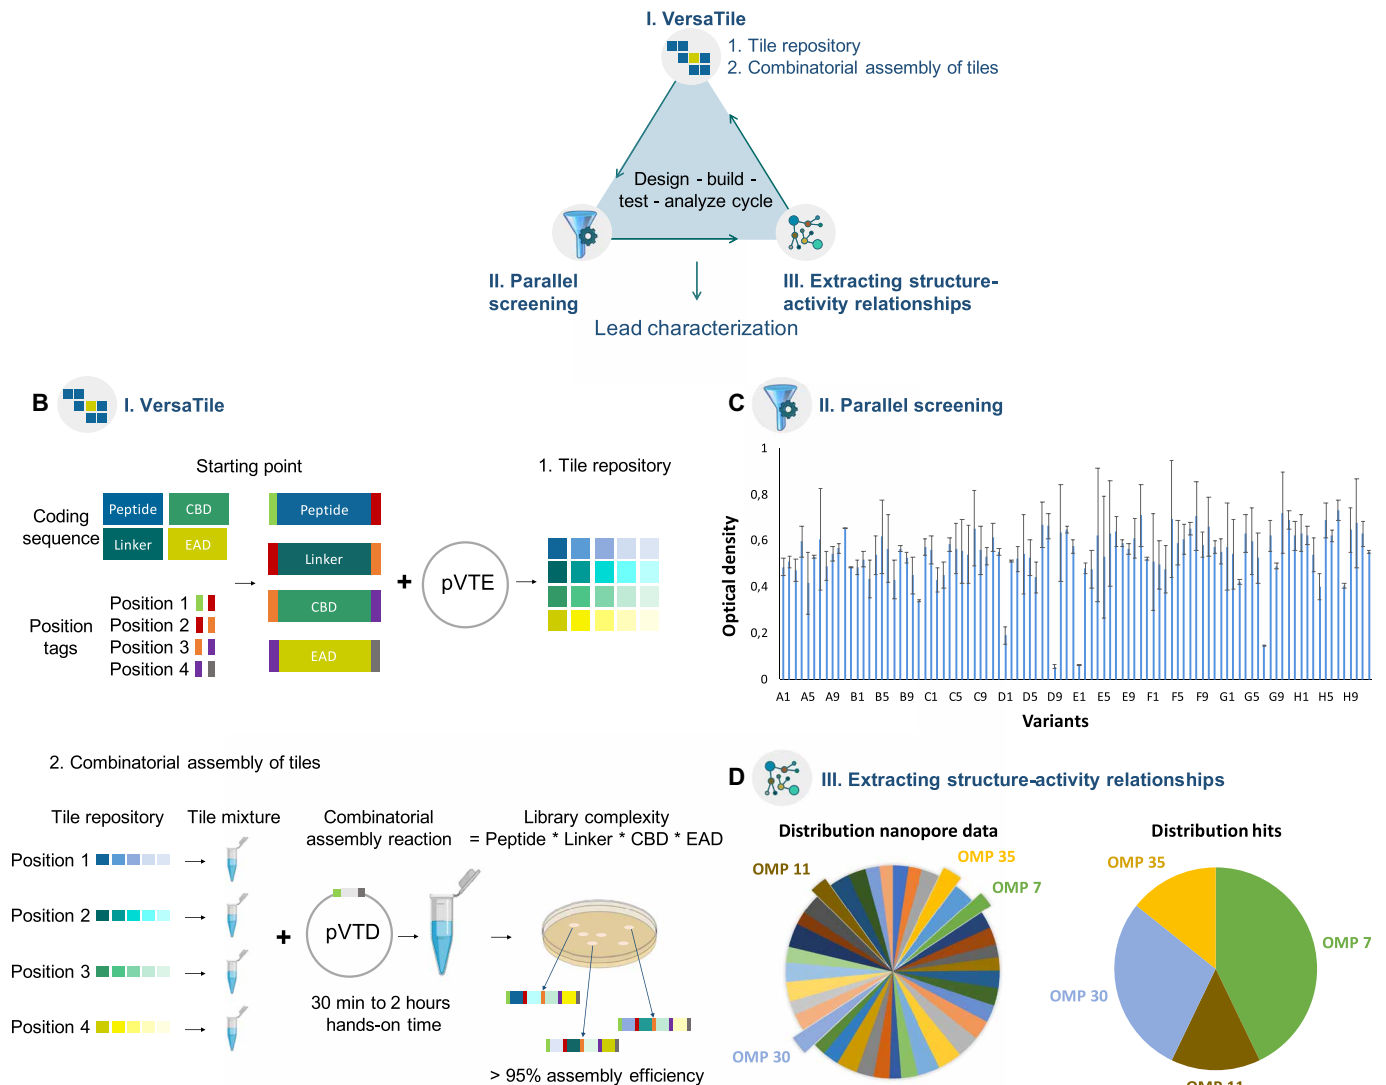 I. VersaTile
1. Tile repository
2. Combinatorial assembly of tiles
Design - build -
test - analyze cycle
II. Parallel
screening
III. Extracting structure-
activity relationships
Lead characterization
B
I. VersaTile
Starting point
1. Tile repository
Coding
sequence
Peptide
CBD
Linker
EAD
Position
tags
Position 1
Position 2
Position 3
Position 4
Peptide
Linker
CBD
EAD
+
pVTE
2. Combinatorial assembly of tiles
Tile repository
Tile mixture
Combinatorial
assembly reaction
Library complexity
= Peptide * Linker * CBD * EAD
Position 1
Position 2
Position 3
Position 4
+
pVTD
30 min to 2 hours
hands-on time
> 95% assembly efficiency
C
II. Parallel screening
Optical density
1
0,8
0,6
0,4
0,2
0
A1 A5 A9 B1 B5 B9 C1 C5 C9 D1 D5 D9 E1 E5 E9 F1 F5 F9 G1 G5 G9 H1 H5 H9
Variants
D
III. Extracting structure-activity relationships
Distribution nanopore data
OMP 11
OMP 35
OMP 7
OMP 30
Distribution hits
OMP 35
OMP 7
OMP 30
OMP 11